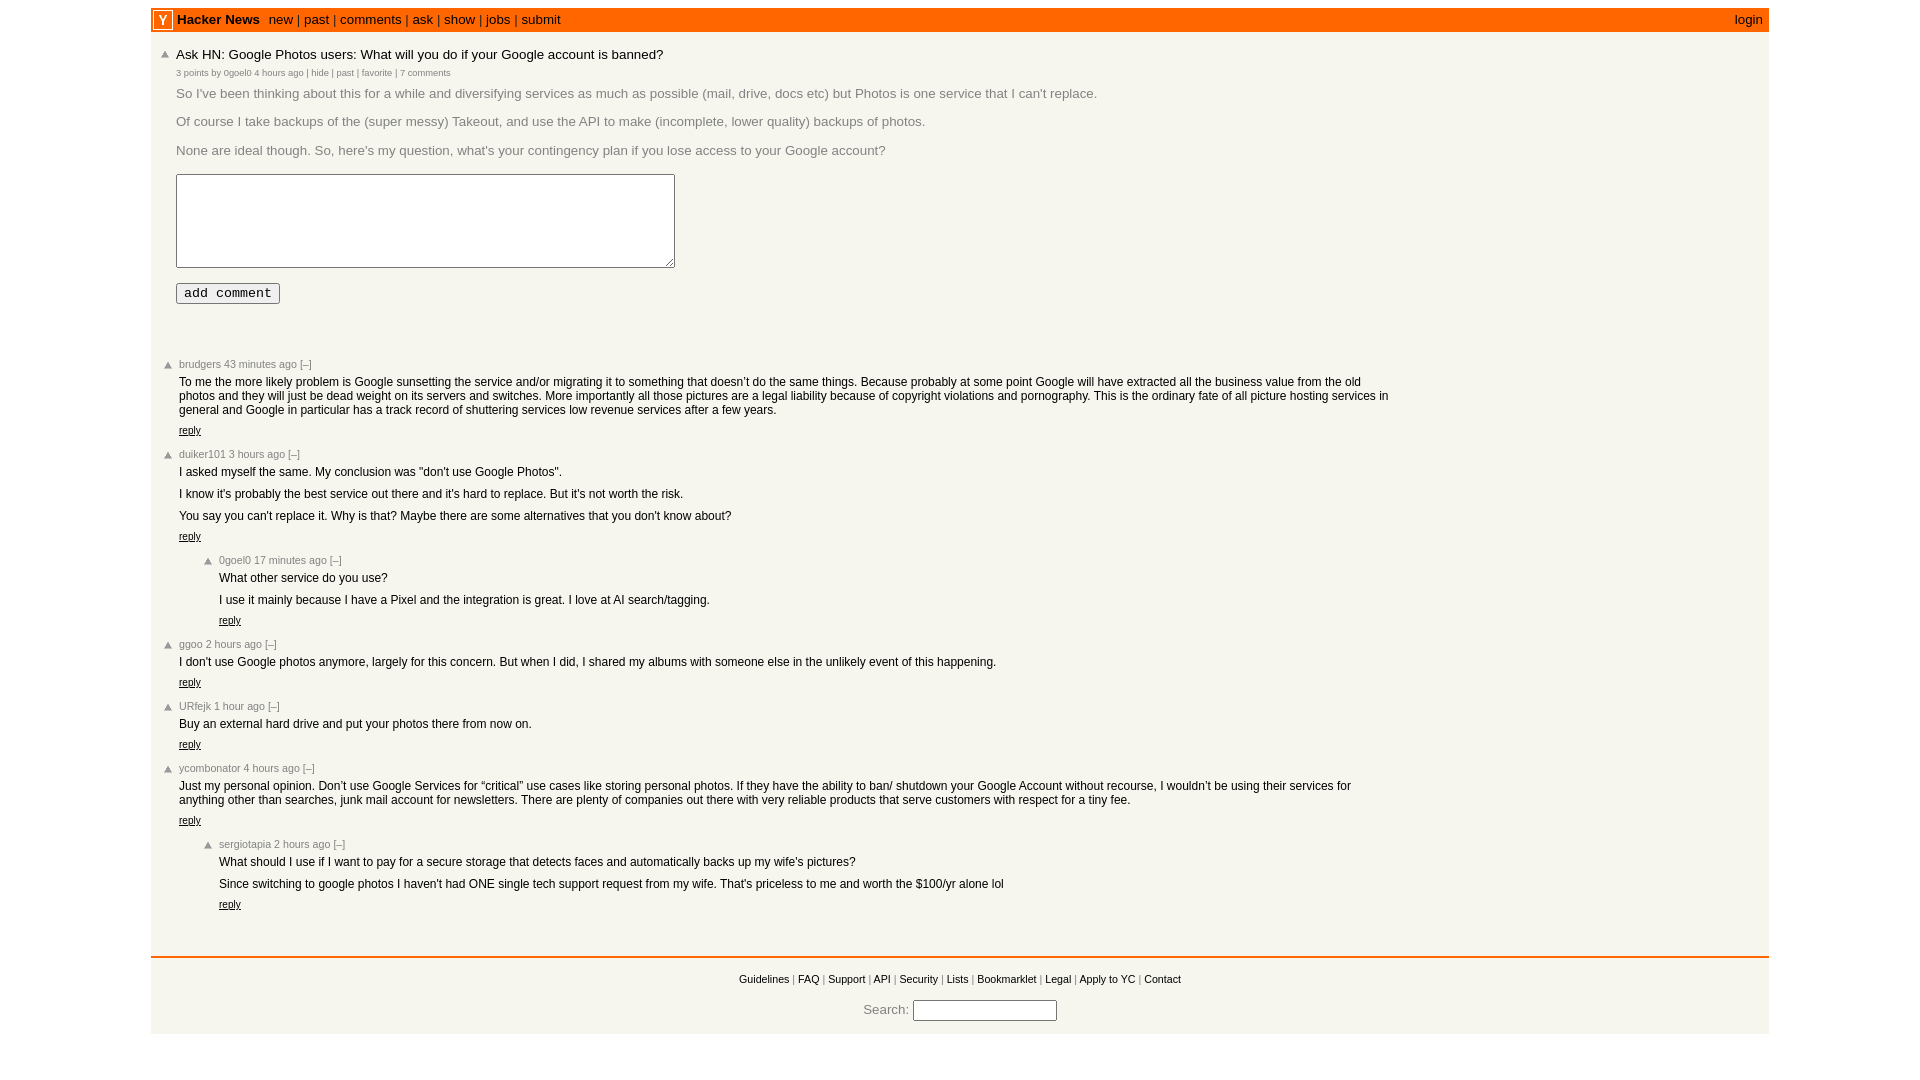 Y Hacker News new | past | comments | ask | show | jobs | submit login
Ask HN: Google Photos users: What will you do if your Google account is banned?
3 points by 0goel0 4 hours ago | hide | past | favorite | 7 comments
So I've been thinking about this for a while and diversifying services as much as possible (mail, drive, docs etc) but Photos is one service that I can't replace.
Of course I take backups of the (super messy) Takeout, and use the API to make (incomplete, lower quality) backups of photos.
None are ideal though. So, here's my question, what's your contingency plan if you lose access to your Google account?
add comment
brudgers 43 minutes ago [–]
To me the more likely problem is Google sunsetting the service and/or migrating it to something that doesn’t do the same things. Because probably at some point Google will have extracted all the business value from the old
photos and they will just be dead weight on its servers and switches. More importantly all those pictures are a legal liability because of copyright violations and pornography. This is the ordinary fate of all picture hosting services in
general and Google in particular has a track record of shuttering services low revenue services after a few years.
reply
duiker101 3 hours ago [–]
I asked myself the same. My conclusion was "don't use Google Photos".
I know it's probably the best service out there and it's hard to replace. But it's not worth the risk.
You say you can't replace it. Why is that? Maybe there are some alternatives that you don't know about?
reply
0goel0 17 minutes ago [–]
What other service do you use?
I use it mainly because I have a Pixel and the integration is great. I love at AI search/tagging.
reply
ggoo 2 hours ago [–]
I don't use Google photos anymore, largely for this concern. But when I did, I shared my albums with someone else in the unlikely event of this happening.
reply
URfejk 1 hour ago [–]
Buy an external hard drive and put your photos there from now on.
reply
ycombonator 4 hours ago [–]
Just my personal opinion. Don’t use Google Services for “critical” use cases like storing personal photos. If they have the ability to ban/ shutdown your Google Account without recourse, I wouldn’t be using their services for
anything other than searches, junk mail account for newsletters. There are plenty of companies out there with very reliable products that serve customers with respect for a tiny fee.
reply
sergiotapia 2 hours ago [–]
What should I use if I want to pay for a secure storage that detects faces and automatically backs up my wife's pictures?
Since switching to google photos I haven't had ONE single tech support request from my wife. That's priceless to me and worth the $100/yr alone lol
reply
Guidelines | FAQ | Support | API | Security | Lists | Bookmarklet | Legal | Apply to YC | Contact
Search: